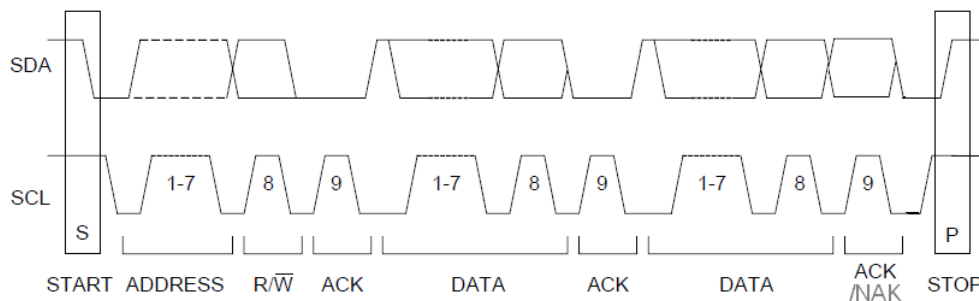 SDA
SCL
1-7 8 9 1-7 8 9 1-7 8 9
S P
START ADDRESS R/W̅ ACK DATA ACK DATA ACK
/NAK STOP